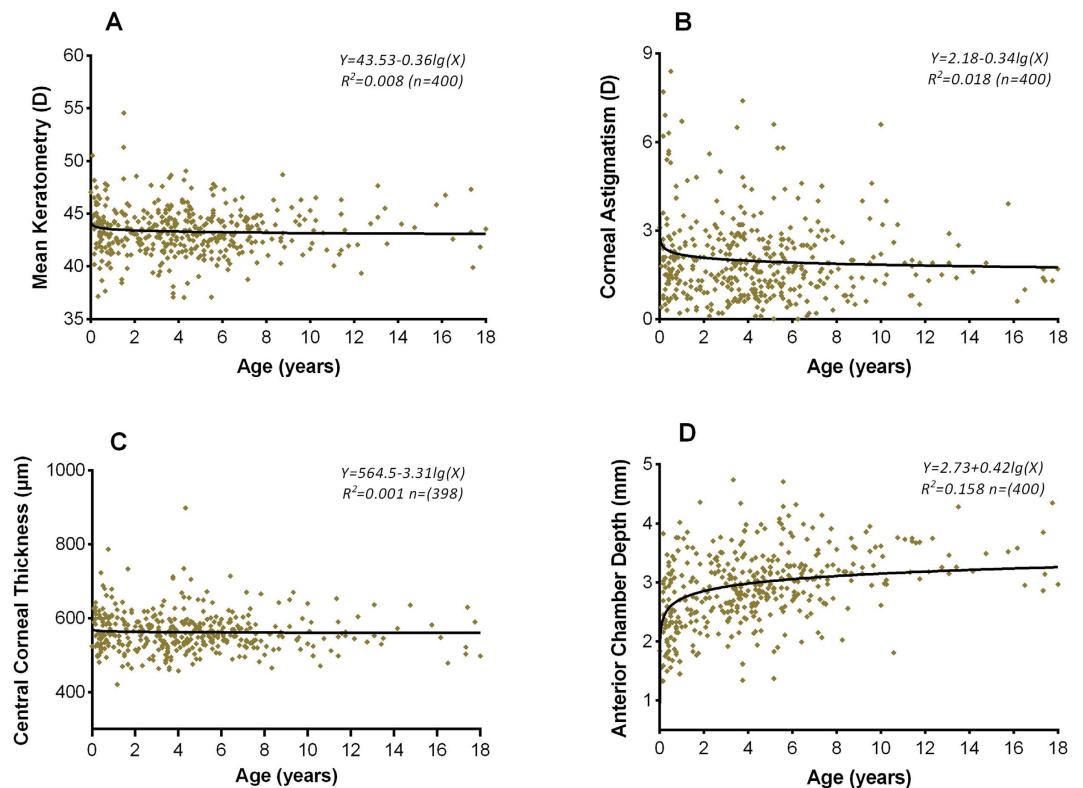 A
Y=43.53-0.36lg(X)
R²=0.008 (n=400)
Mean Keratometry (D)
60
55
50
45
40
35
0 2 4 6 8 10 12 14 16 18
Age (years)
B
Y=2.18-0.34lg(X)
R²=0.018 (n=400)
Corneal Astigmatism (D)
9
6
3
0
0 2 4 6 8 10 12 14 16 18
Age (years)
C
Y=564.5-3.31lg(X)
R²=0.001 n=(398)
Central Corneal Thickness (μm)
1000
800
600
400
0 2 4 6 8 10 12 14 16 18
Age (years)
D
Y=2.73+0.42lg(X)
R²=0.158 n=(400)
Anterior Chamber Depth (mm)
5
4
3
2
1
0 2 4 6 8 10 12 14 16 18
Age (years)